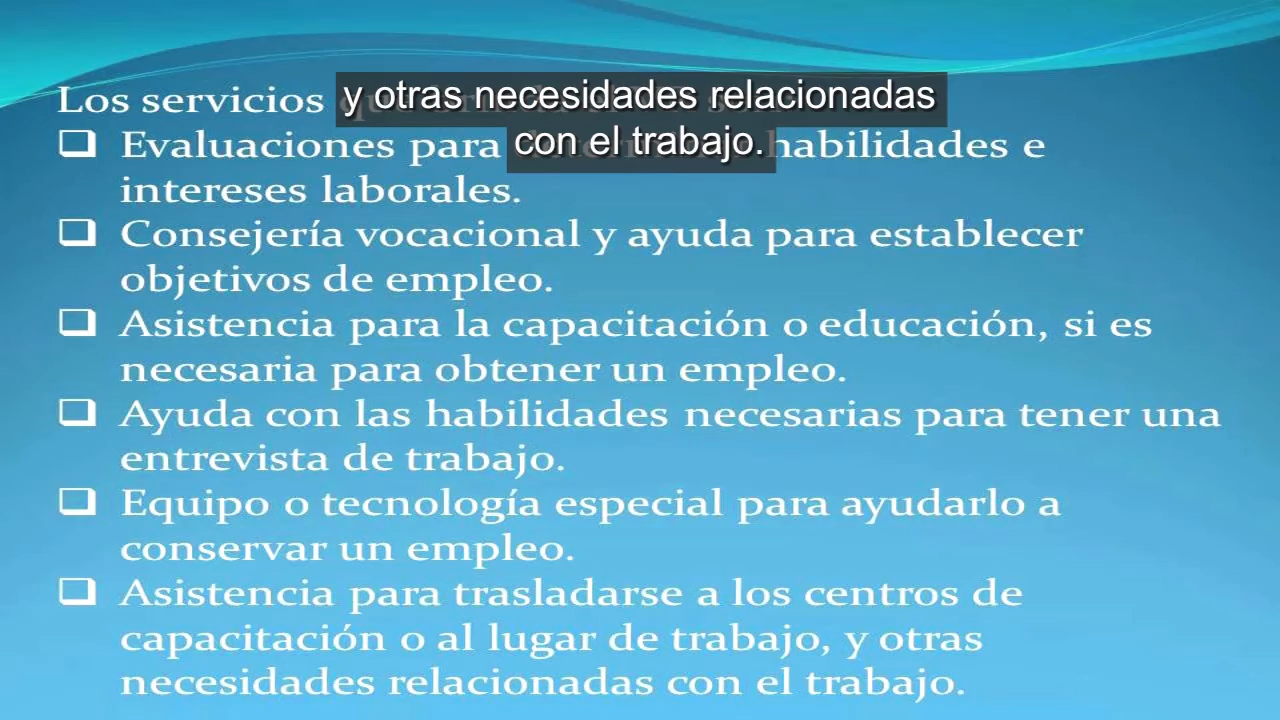 Los servicios
y otras necesidades relacionadas
con el trabajo.
❑ Evaluaciones para habilidades e
intereses laborales.
❑ Consejería vocacional y ayuda para establecer
objetivos de empleo.
❑ Asistencia para la capacitación o educación, si es
necesaria para obtener un empleo.
❑ Ayuda con las habilidades necesarias para tener una
entrevista de trabajo.
❑ Equipo o tecnología especial para ayudarlo a
conservar un empleo.
❑ Asistencia para trasladarse a los centros de
capacitación o al lugar de trabajo, y otras
necesidades relacionadas con el trabajo.